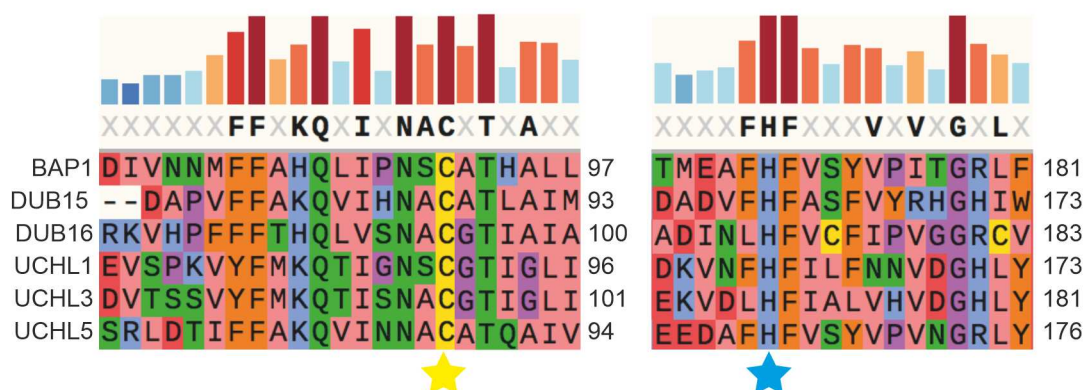 XXXXXXFFXKQXIXNACXTXAXX XXXXFHFXXXVXVXGXLX
BAP1 DIVNNMFFAHQLIPNSCATHALL 97 TMEAFHFVSYVPITGRLF 181
DUB15 --DAPVFFAKQVIHNACATLAIM 93 DADVFHFASFVYRHGHIW 173
DUB16 RKVHPFFFTHQLVSNACGTIAIA 100 ADINLHFVCFIPVGGRCV 183
UCHL1 EVSPKVYFMKQTIGNSCGTIGLI 96 DKVNFHFILFNNVDGHLY 173
UCHL3 DVTSSVYFMKQTISNACGTIGLI 101 EKVDLHFIALVHVDGHLY 181
UCHL5 SRLDTIFFAKQVINNACATQAIV 94 EEDAFHFVSYVPVNGRLY 176